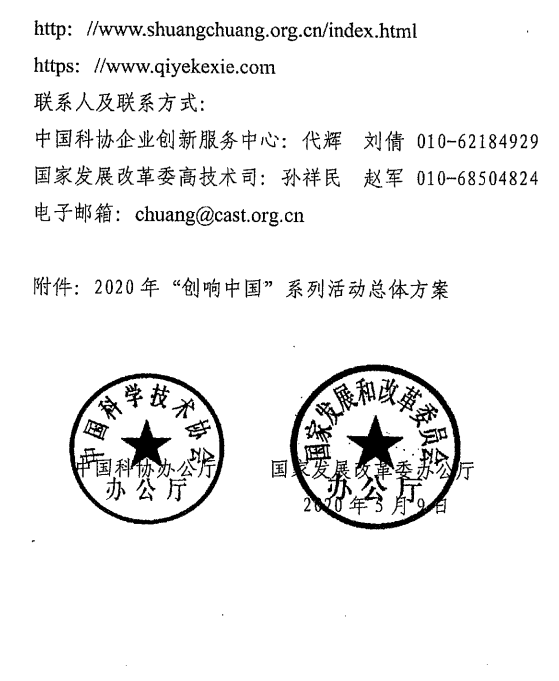 http: //www.shuangchuang.org.cn/index.html
https: //www.qiyekexie.com
联系人及联系方式：
中国科协企业创新服务中心：代辉 刘倩 010-62184929
国家发展改革委高技术司：孙祥民 赵军 010-68504824
电子邮箱：chuang@cast.org.cn
附件：2020 年“创响中国”系列活动总体方案
中国科学技术协会
办公厅
国家发展和改革委员会
办公厅
中国科协办公厅 国家发展改革委办公厅
2020 年 5 月 9 日